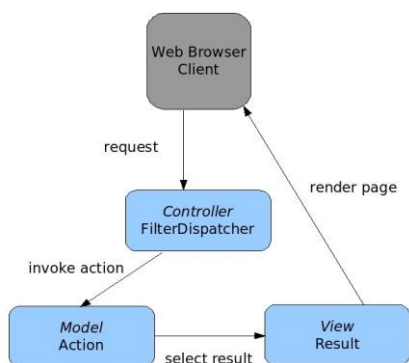 Web Browser
Client
request
render page
Controller
FilterDispatcher
invoke action
Model
Action
select result
View
Result